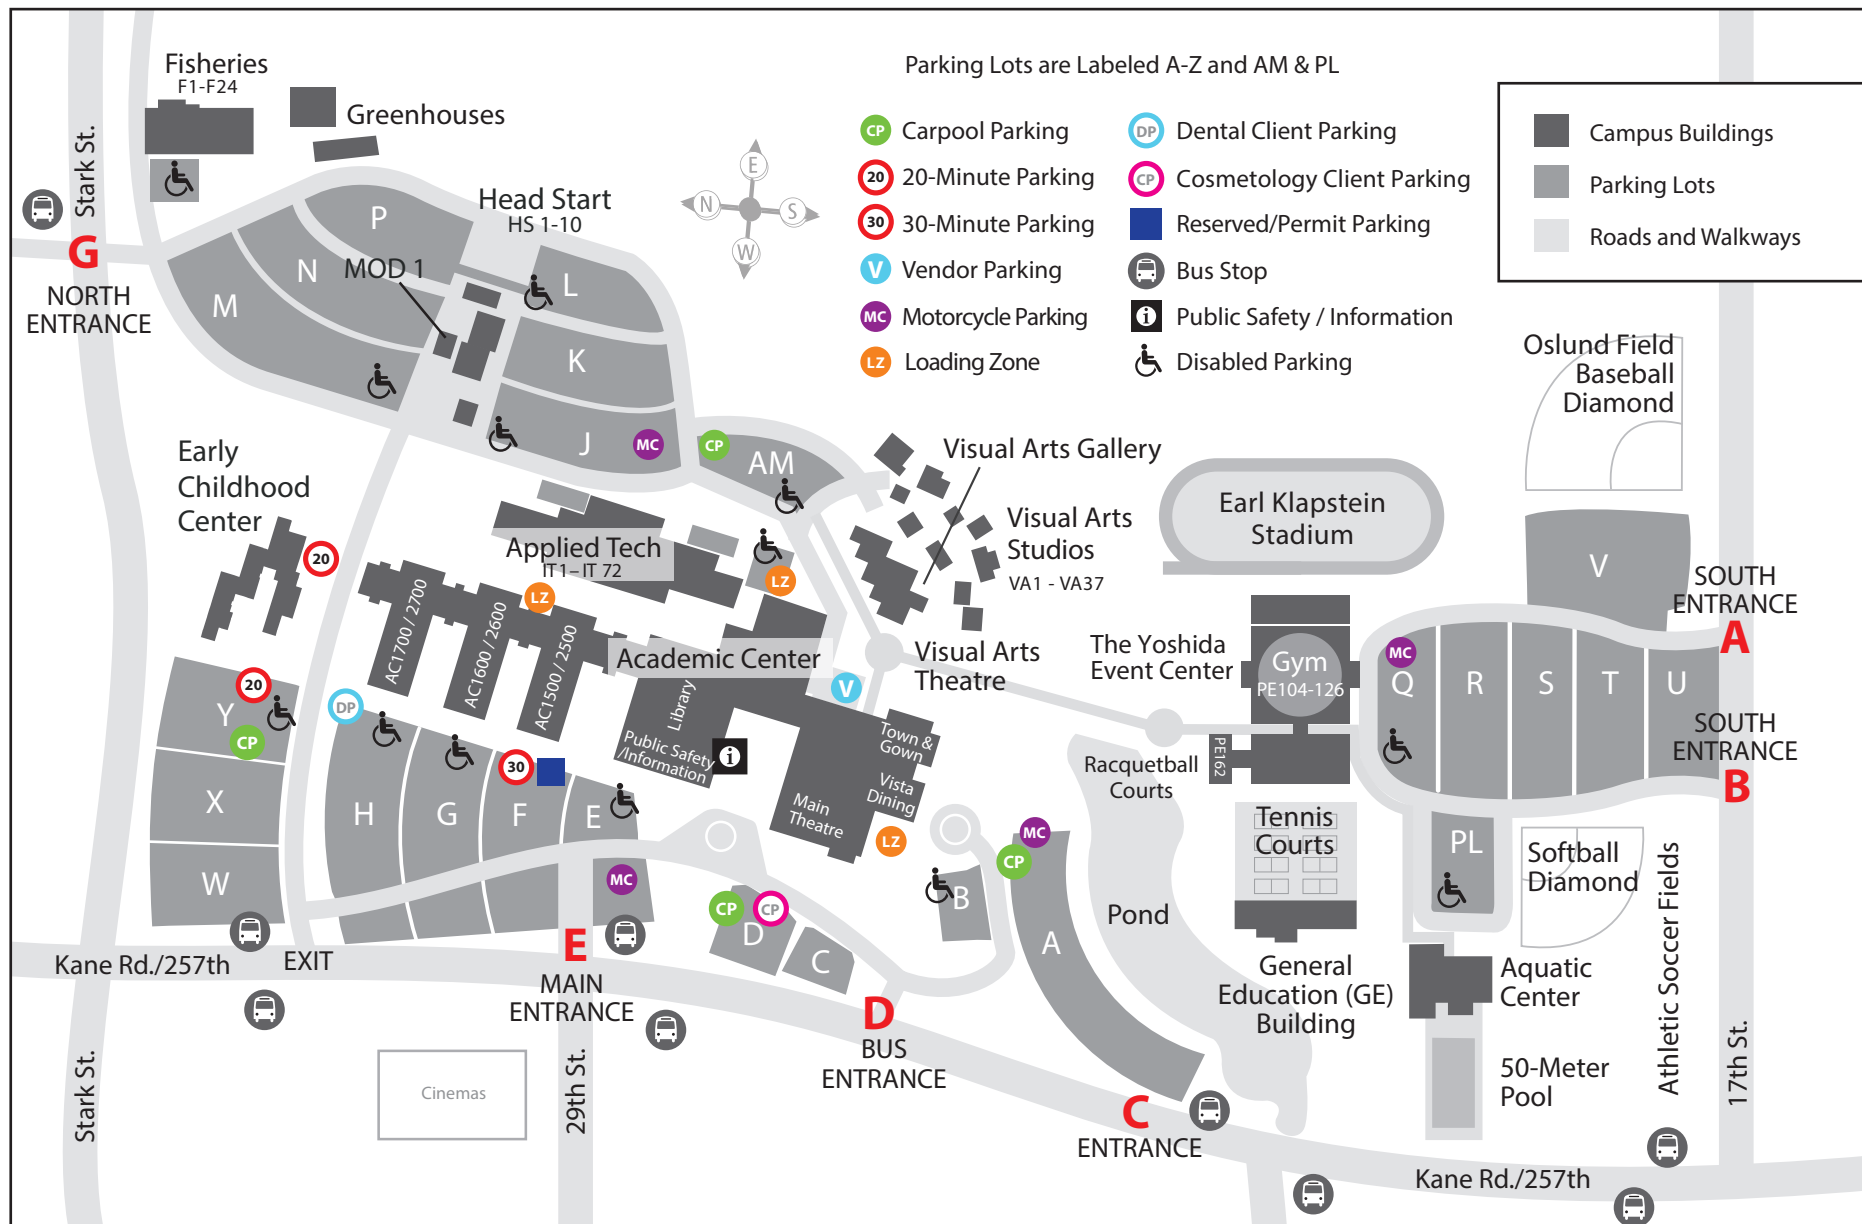 Parking Lots are Labeled A-Z and AM & PL
CP Carpool Parking
20 20-Minute Parking
30 30-Minute Parking
V Vendor Parking
MC Motorcycle Parking
LZ Loading Zone
DP Dental Client Parking
CP Cosmetology Client Parking
Reserved/Permit Parking
Bus Stop
i Public Safety / Information
Disabled Parking
Campus Buildings
Parking Lots
Roads and Walkways
E
N
S
W
Fisheries
F1-F24
Greenhouses
Stark St.
G
NORTH
ENTRANCE
Head Start
HS 1-10
MOD 1
P
N
M
L
K
J
MC
CP
AM
Early
Childhood
Center
20
Applied Tech
IT 1– IT 72
LZ
LZ
AC1700 / 2700
AC1600 / 2600
AC1500 / 2500
Academic Center
Library
Public Safety
/Information
i
V
Town &
Gown
Vista
Dining
Main
Theatre
LZ
Visual Arts Gallery
Visual Arts
Studios
VA1 - VA37
Visual Arts
Theatre
Earl Klapstein
Stadium
The Yoshida
Event Center
Gym
PE104-126
PE162
Racquetball
Courts
Tennis
Courts
Pond
General
Education (GE)
Building
Oslund Field
Baseball
Diamond
V
SOUTH
ENTRANCE
A
SOUTH
ENTRANCE
B
MC
Q
R
S
T
U
PL
Softball
Diamond
Athletic Soccer Fields
Aquatic
Center
50-Meter
Pool
17th St.
20
Y
CP
X
W
DP
H
G
30
F
E
MC
CP
CP
D
C
B
MC
CP
A
Kane Rd./257th
EXIT
E
MAIN
ENTRANCE
D
BUS
ENTRANCE
C
ENTRANCE
Kane Rd./257th
Stark St.
29th St.
Cinemas